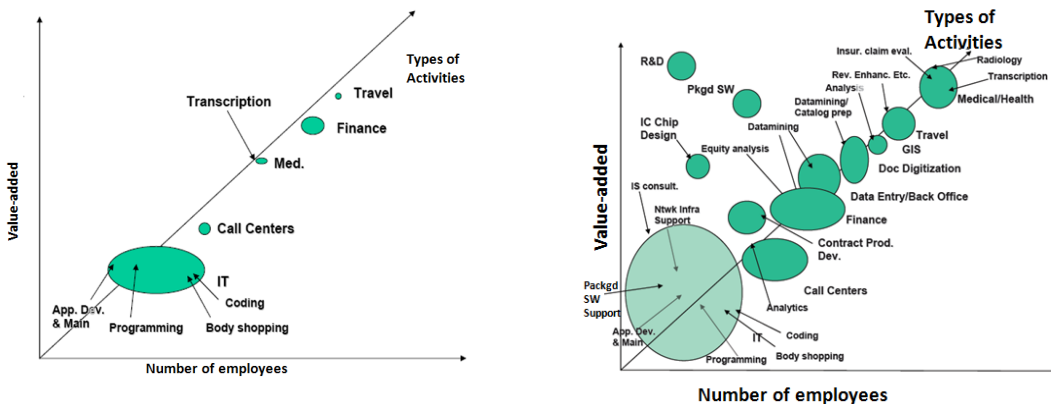 Types of
Activities
Travel
Transcription
Finance
Med.
Value-added
Call Centers
IT
App. Dev.
& Main
Coding
Programming
Body shopping
Number of employees
Types of
Activities
Insur. claim eval.
Radiology
R&D
Rev. Enhanc. Etc.
Transcription
Pkgd SW
Analysis
Medical/Health
Datamining/
Catalog prep
IC Chip
Design
Datamining
Travel
Equity analysis
GIS
Doc Digitization
IS consult.
Data Entry/Back Office
Value-added
Ntwk Infra
Support
Finance
Contract Prod.
Dev.
Packgd
SW
Support
Call Centers
Analytics
App. Dev.
& Main
IT
Coding
Programming
Body shopping
Number of employees